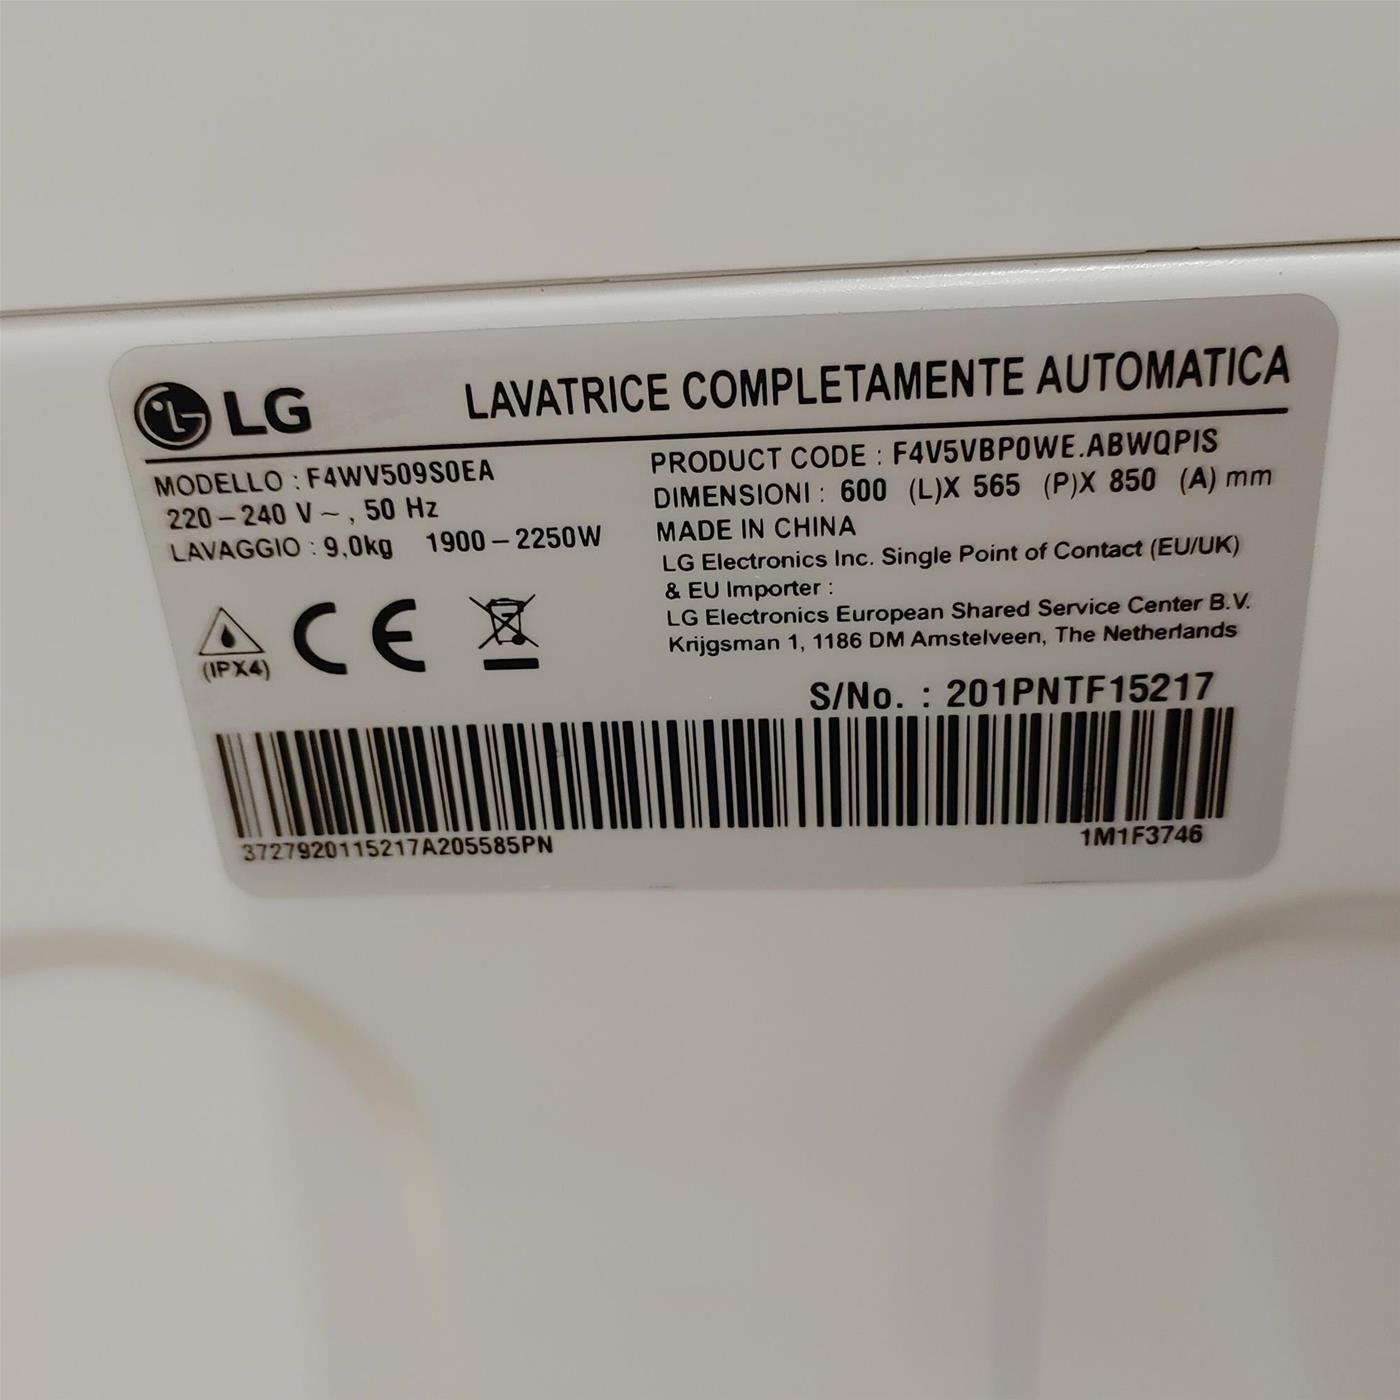 LG LAVATRICE COMPLETAMENTE AUTOMATICA
MODELLO : F4WV509S0EA
220 – 240 V ~ , 50 Hz
LAVAGGIO : 9,0kg 1900 – 2250W
(IPX4)
CE
PRODUCT CODE : F4V5VBP0WE.ABWQPIS
DIMENSIONI : 600 (L)X 565 (P)X 850 (A) mm
MADE IN CHINA
LG Electronics Inc. Single Point of Contact (EU/UK)
& EU Importer :
LG Electronics European Shared Service Center B.V.
Krijgsman 1, 1186 DM Amstelveen, The Netherlands
S/No. : 201PNTF15217
3727920115217A205585PN 1M1F3746